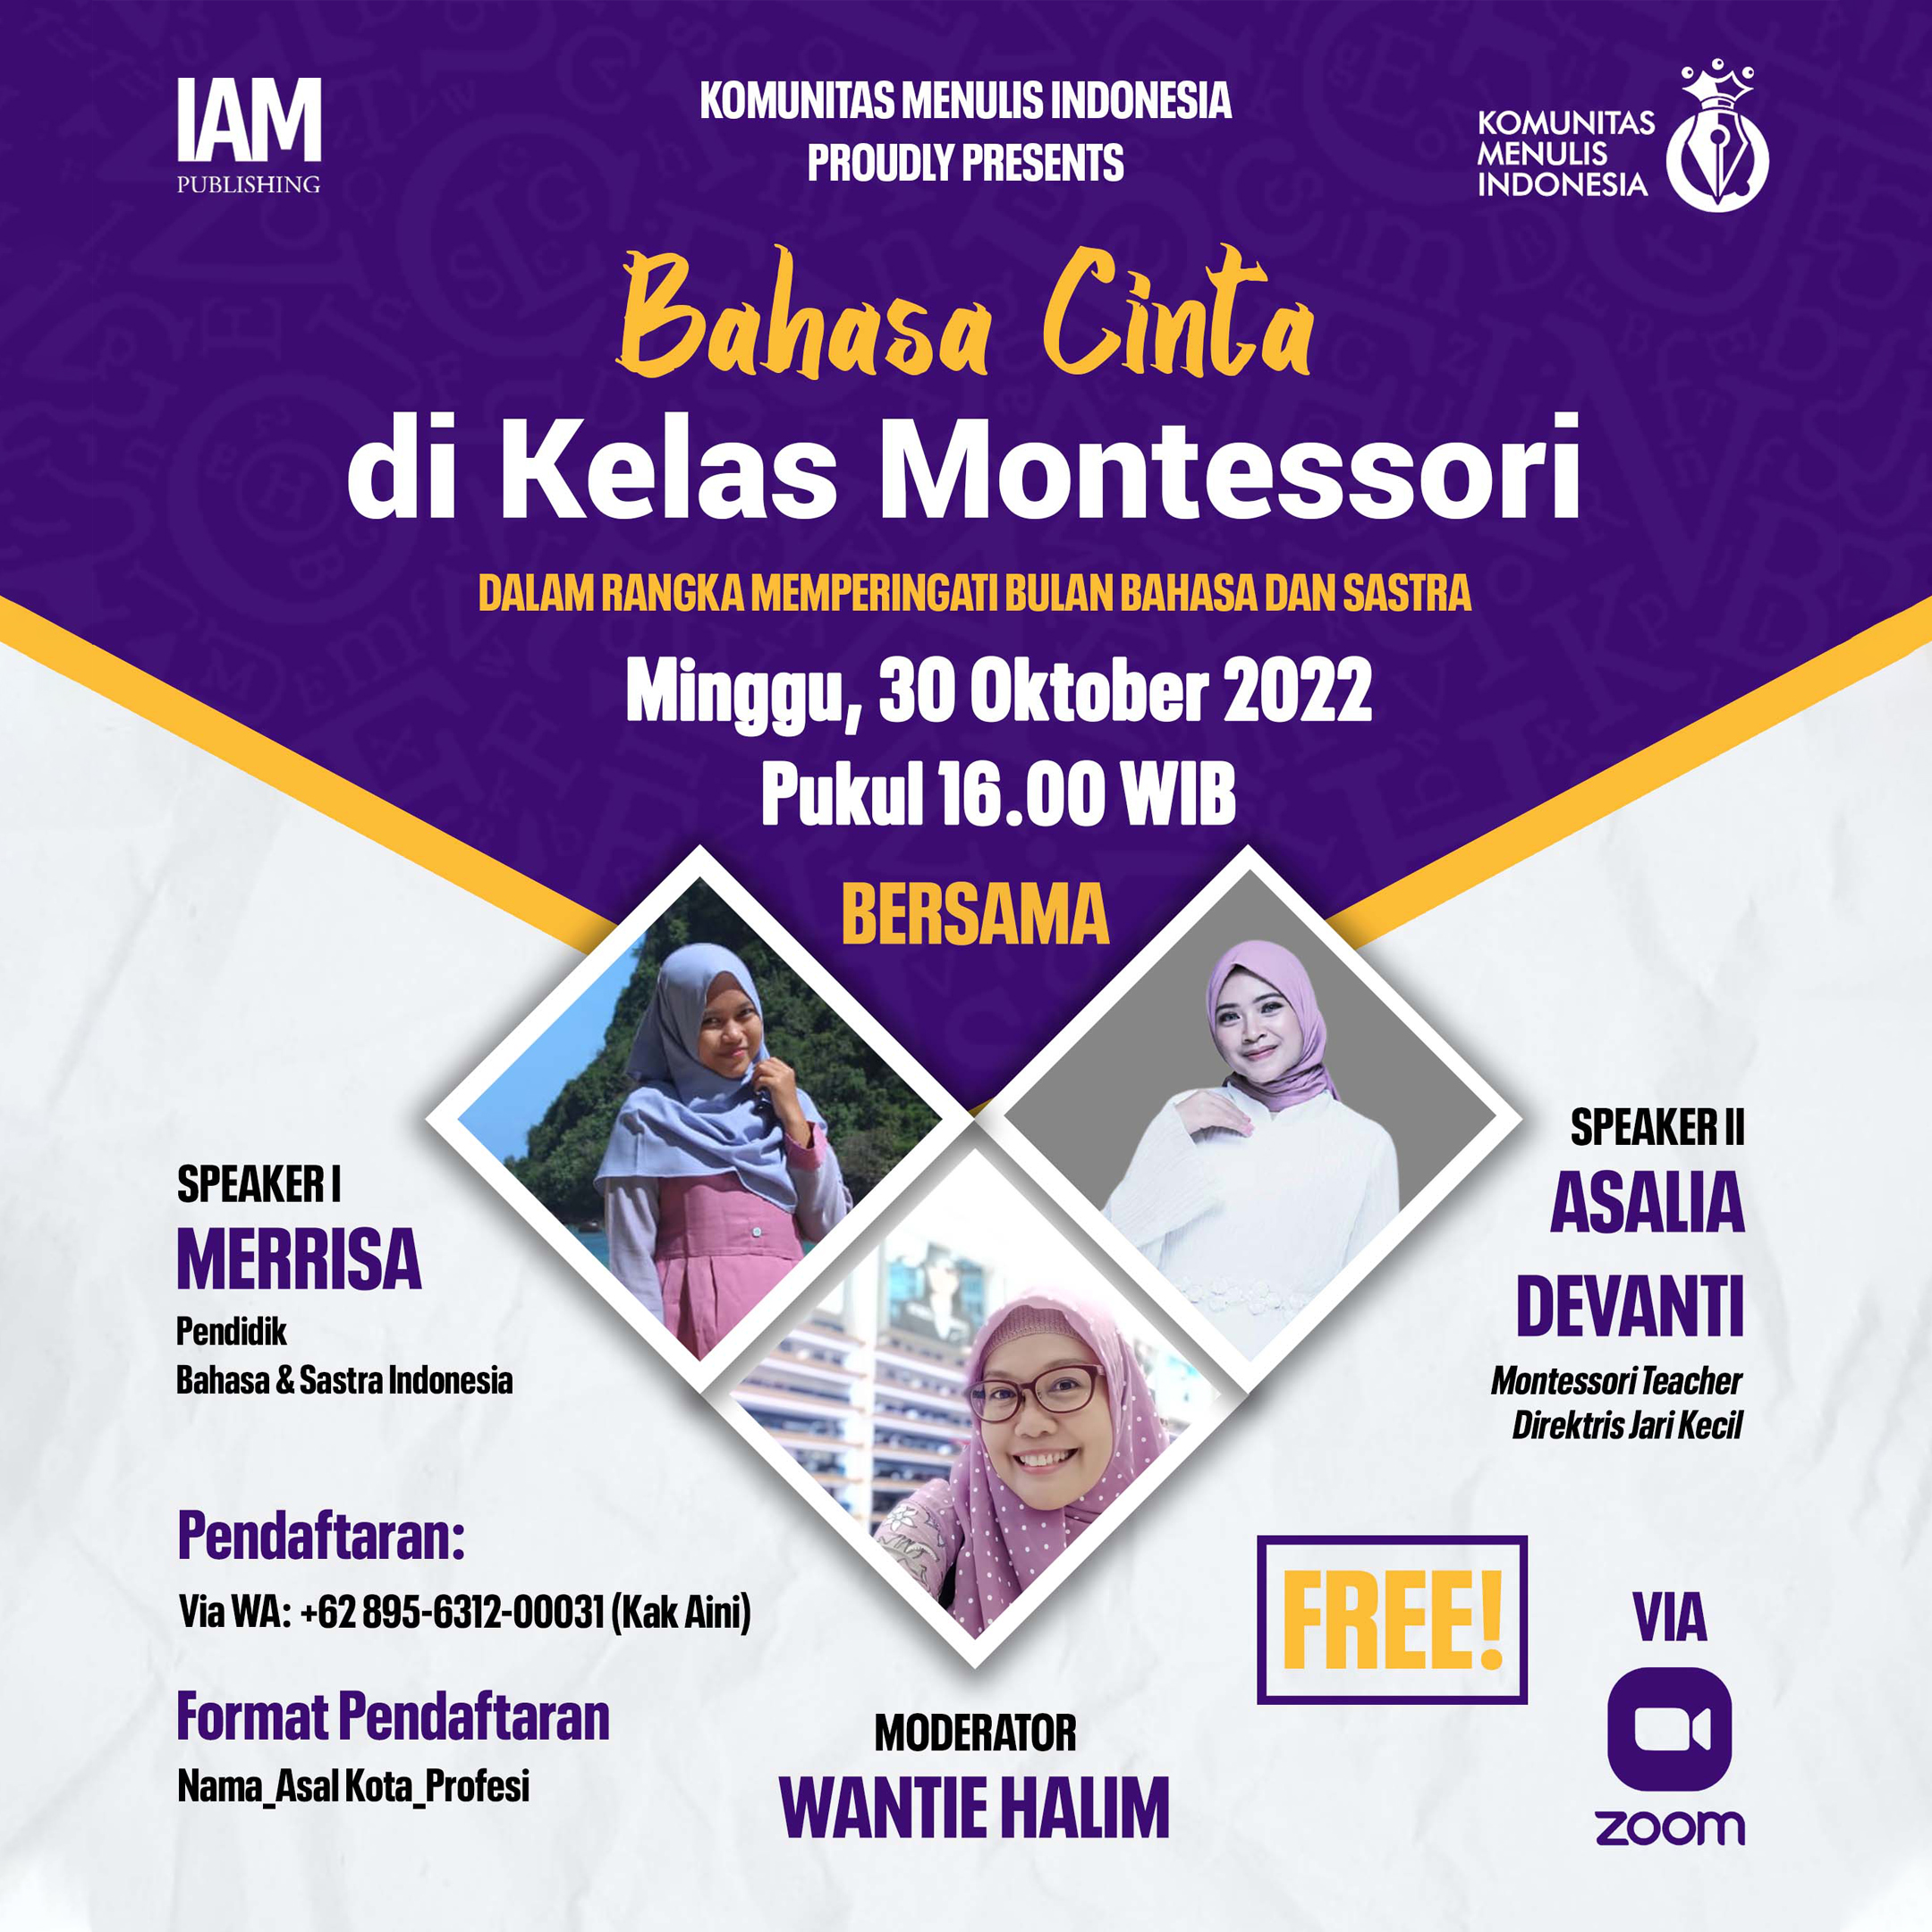 IAM
PUBLISHING
KOMUNITAS MENULIS INDONESIA
PROUDLY PRESENTS
KOMUNITAS
MENULIS
INDONESIA
Bahasa Cinta
di Kelas Montessori
DALAM RANGKA MEMPERINGATI BULAN BAHASA DAN SASTRA
Minggu, 30 Oktober 2022
Pukul 16.00 WIB
BERSAMA
SPEAKER I
MERRISA
Pendidik
Bahasa & Sastra Indonesia
SPEAKER II
ASALIA
DEVANTI
Montessori Teacher
Direktris Jari Kecil
Pendaftaran:
Via WA: +62 895-6312-00031 (Kak Aini)
Format Pendaftaran
Nama_Asal Kota_Profesi
MODERATOR
WANTIE HALIM
FREE!
VIA
zoom